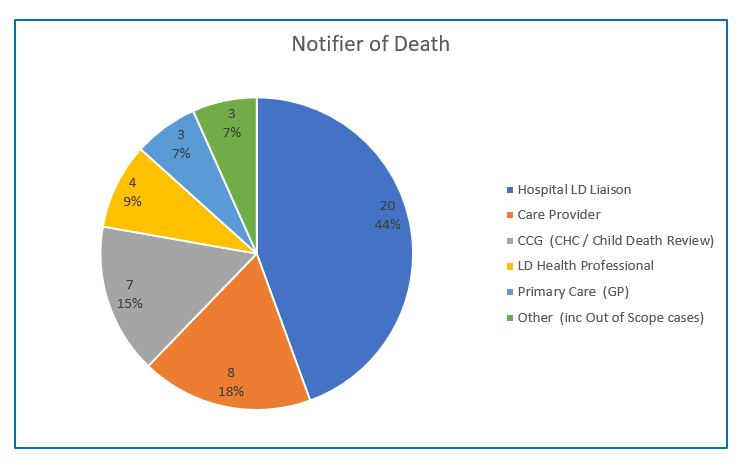 Notifier of Death
3
7%
3
7%
4
9%
7
15%
8
18%
20
44%
Hospital LD Liaison
Care Provider
CCG (CHC / Child Death Review)
LD Health Professional
Primary Care (GP)
Other (inc Out of Scope cases)